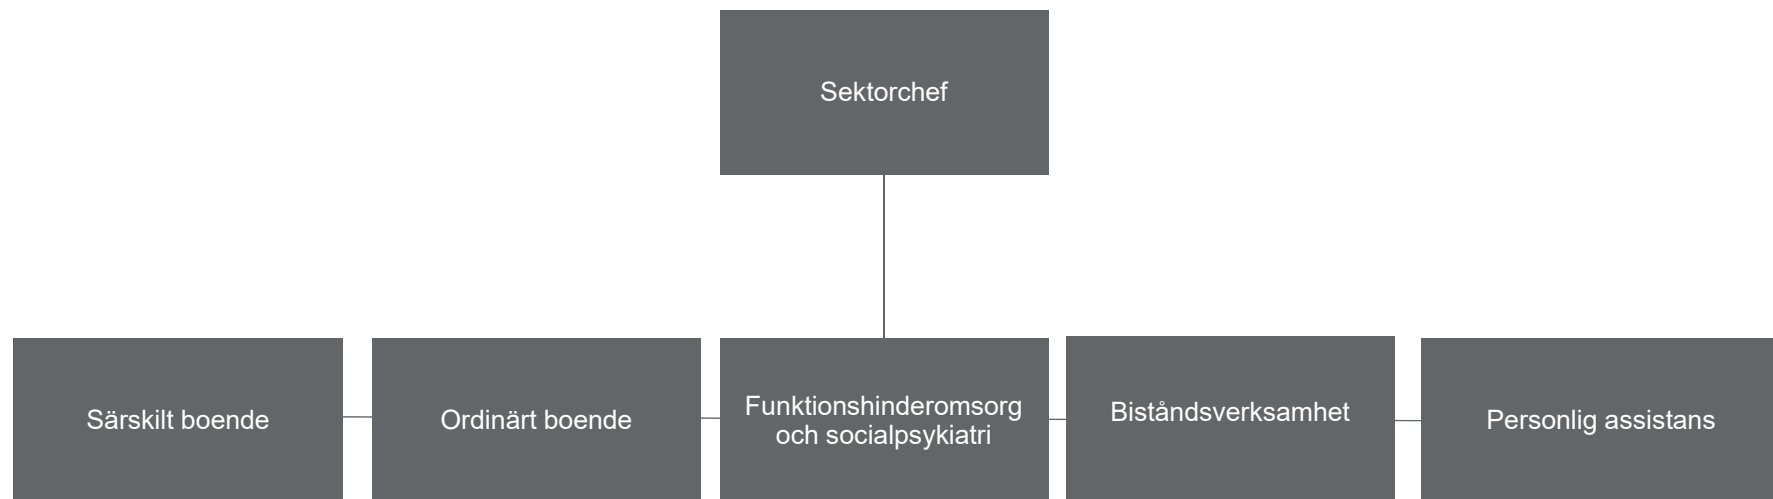 Sektorchef
Särskilt boende
Ordinärt boende
Funktionshinderomsorg
och socialpsykiatri
Biståndsverksamhet
Personlig assistans